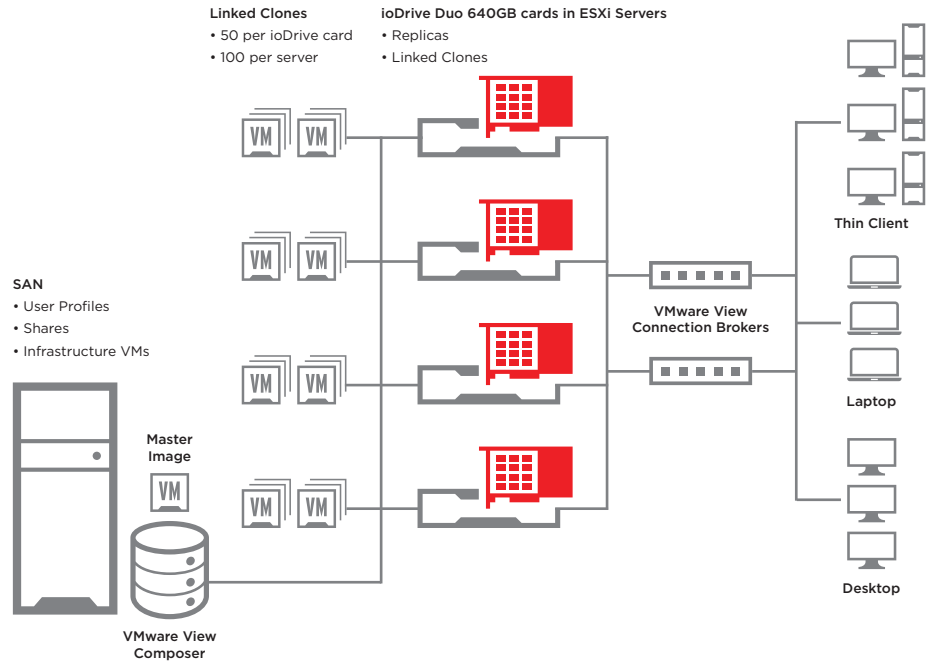 Linked Clones
• 50 per ioDrive card
• 100 per server
ioDrive Duo 640GB cards in ESXi Servers
• Replicas
• Linked Clones
VM VM
VM VM
VM VM
VM VM
SAN
• User Profiles
• Shares
• Infrastructure VMs
Master
Image
VM
VMware View
Composer
VMware View
Connection Brokers
Thin Client
Laptop
Desktop